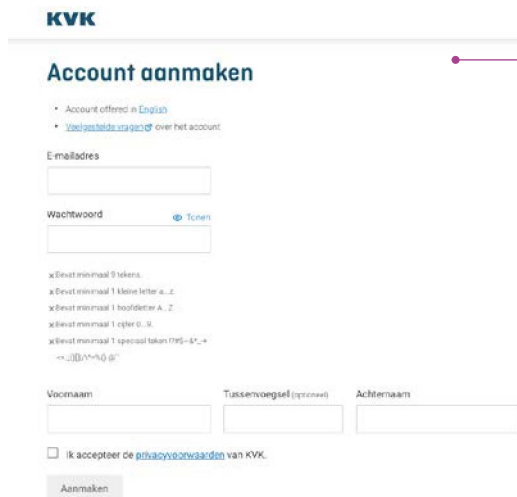 KVK
Account aanmaken
• Account offered in English
• Veelgestelde vragen over het account
E-mailadres
Wachtwoord Tonen
x Bevat minimaal 9 tekens.
x Bevat minimaal 1 kleine letter a...z.
x Bevat minimaal 1 hoofdletter A...Z.
x Bevat minimaal 1 cijfer 0...9.
x Bevat minimaal 1 speciaal teken
Voornaam Tussenvoegsel (optioneel) Achternaam
Ik accepteer de privacyvoorwaarden van KVK.
Aanmaken